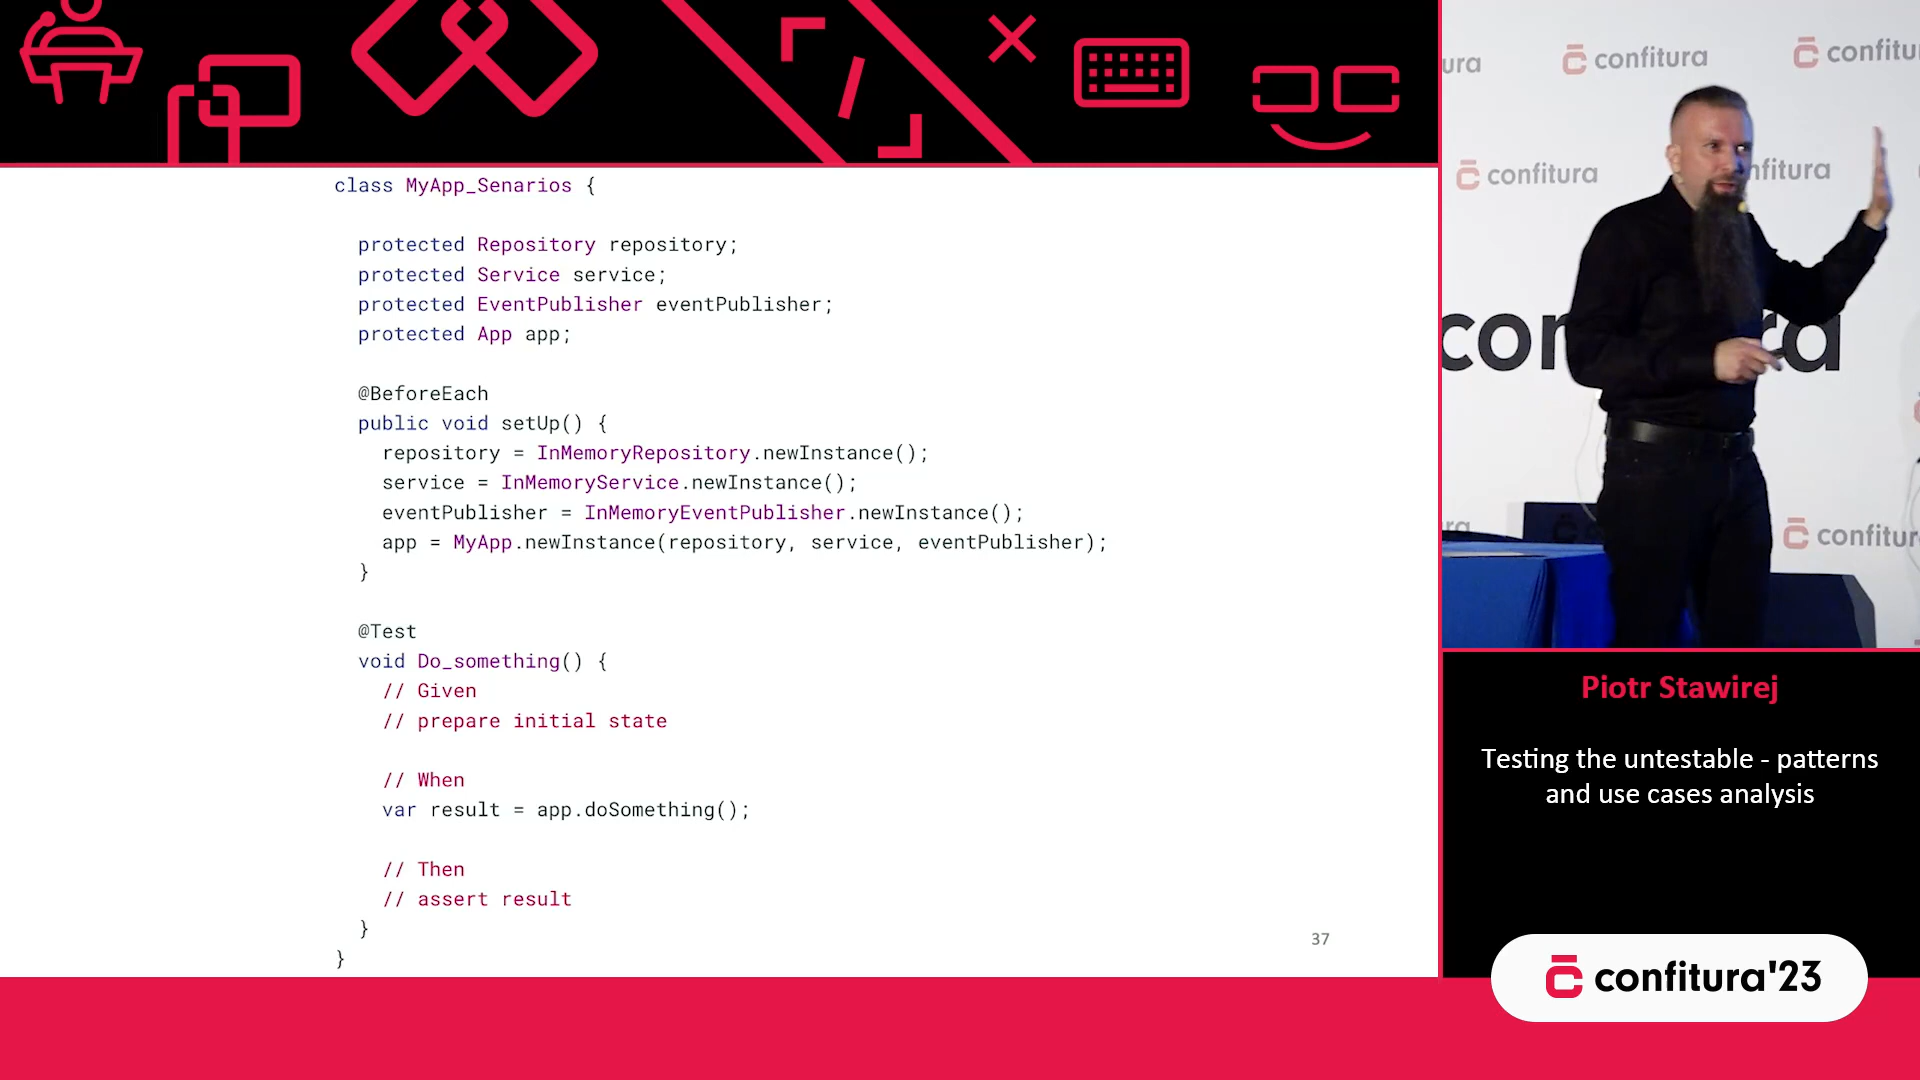 class MyApp_Senarios {
protected Repository repository;
protected Service service;
protected EventPublisher eventPublisher;
protected App app;
@BeforeEach
public void setUp() {
repository = InMemoryRepository.newInstance();
service = InMemoryService.newInstance();
eventPublisher = InMemoryEventPublisher.newInstance();
app = MyApp.newInstance(repository, service, eventPublisher);
}
@Test
void Do_something() {
// Given
// prepare initial state
// When
var result = app.doSomething();
// Then
// assert result
}
}
37
confitura
confitura
Piotr Stawirej
Testing the untestable - patterns
and use cases analysis
confitura'23